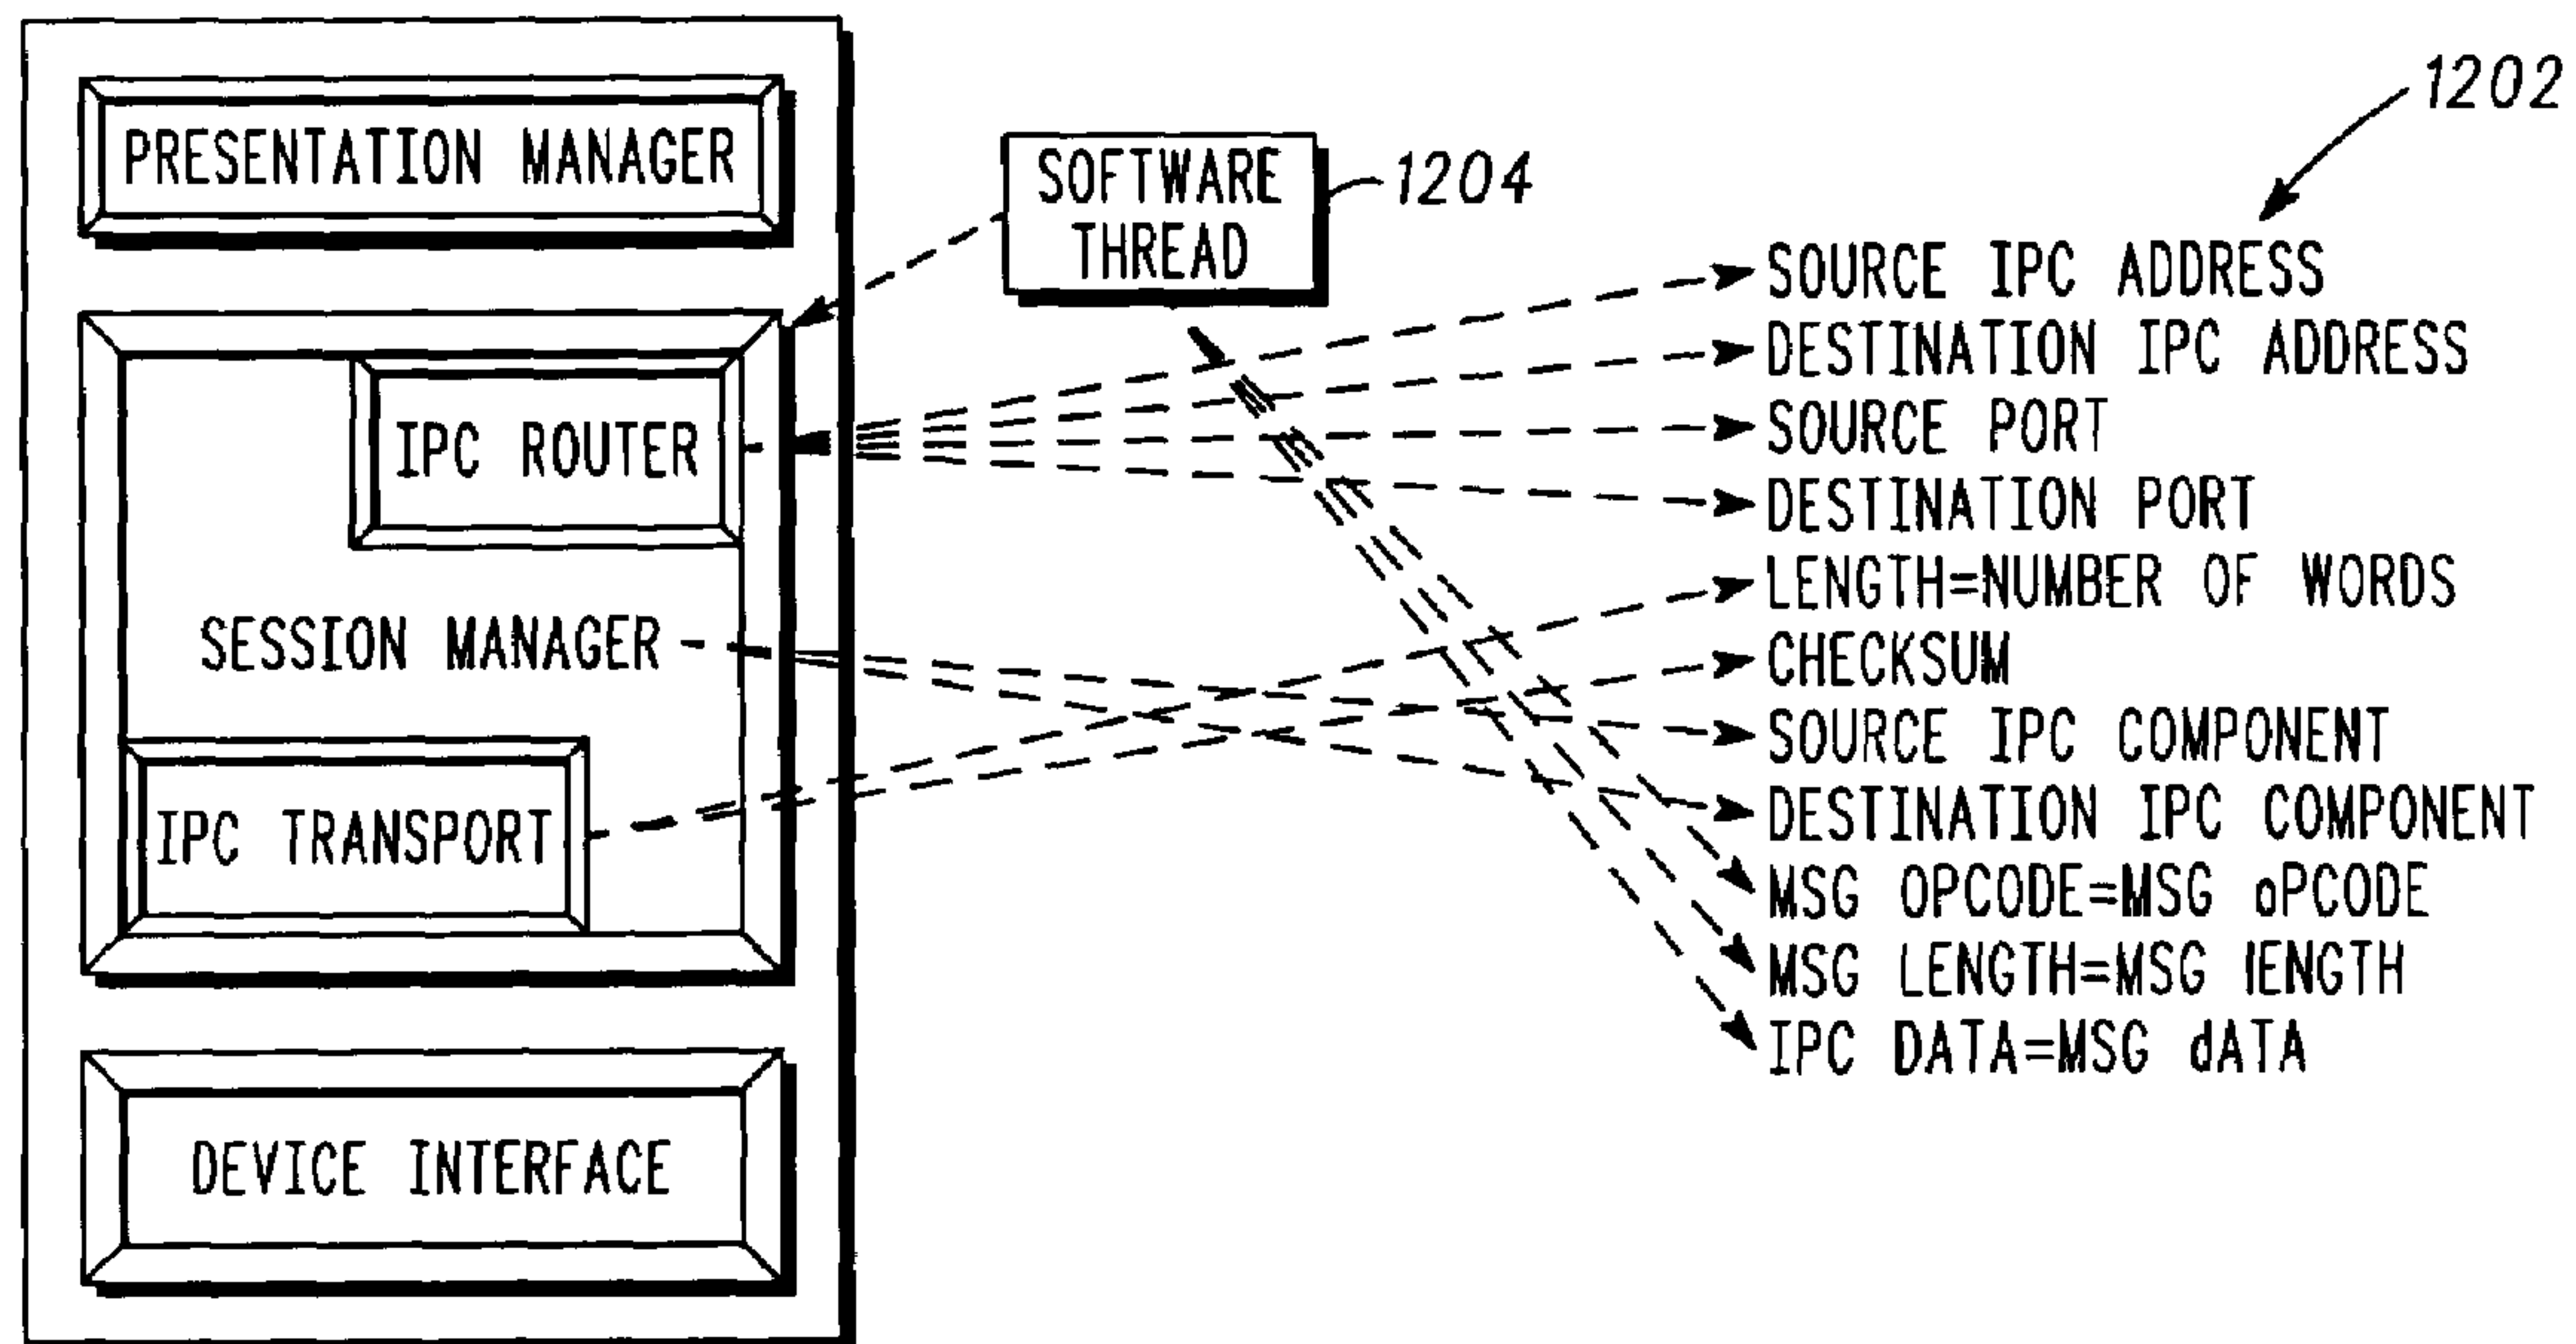 PRESENTATION MANAGER
IPC ROUTER
SESSION MANAGER
IPC TRANSPORT
DEVICE INTERFACE
SOFTWARE
THREAD
1204
1202
SOURCE IPC ADDRESS
DESTINATION IPC ADDRESS
SOURCE PORT
DESTINATION PORT
LENGTH=NUMBER OF WORDS
CHECKSUM
SOURCE IPC COMPONENT
DESTINATION IPC COMPONENT
MSG OPCODE=MSG oPCODE
MSG LENGTH=MSG lENGTH
IPC DATA=MSG dATA